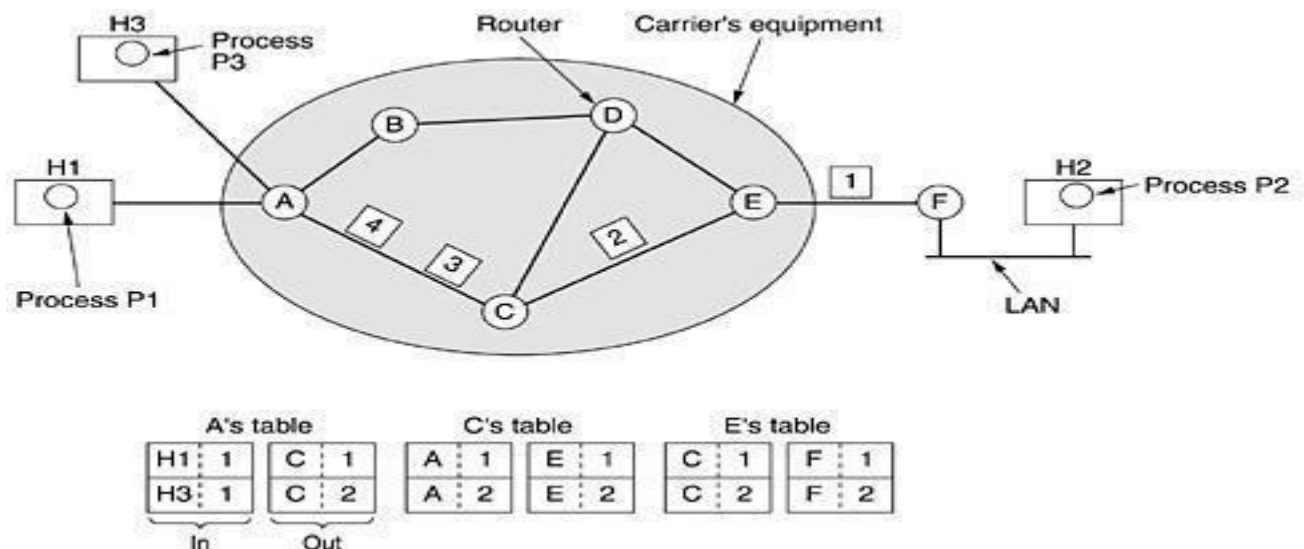 H3
Process
P3
Router
Carrier's equipment
B
D
H1
A
E
1
F
H2
Process P2
4
3
2
C
Process P1
LAN
A's table
C's table
E's table
H1 1 C 1 A 1 E 1 C 1 F 1
H3 1 C 2 A 2 E 2 C 2 F 2
In Out